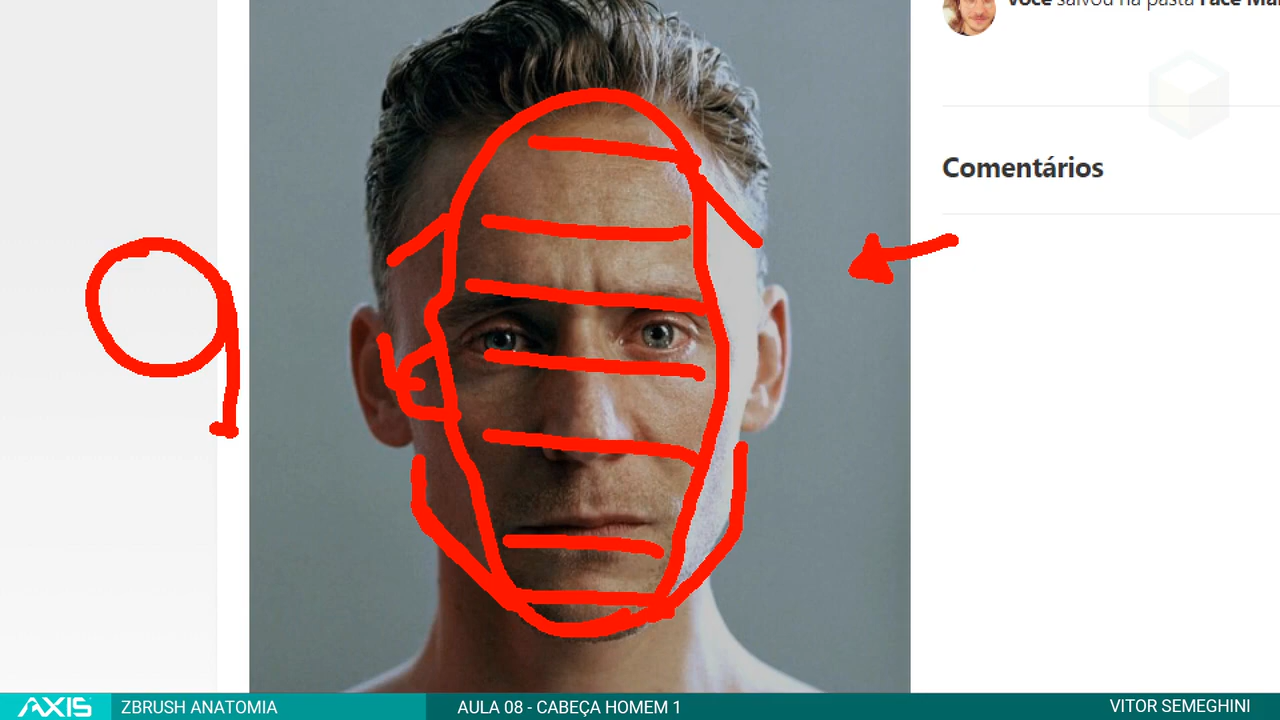 Você salvou na pasta Face Ma
Comentários
9
AXIS
ZBRUSH ANATOMIA
AULA 08 - CABEÇA HOMEM 1
VITOR SEMEGHINI